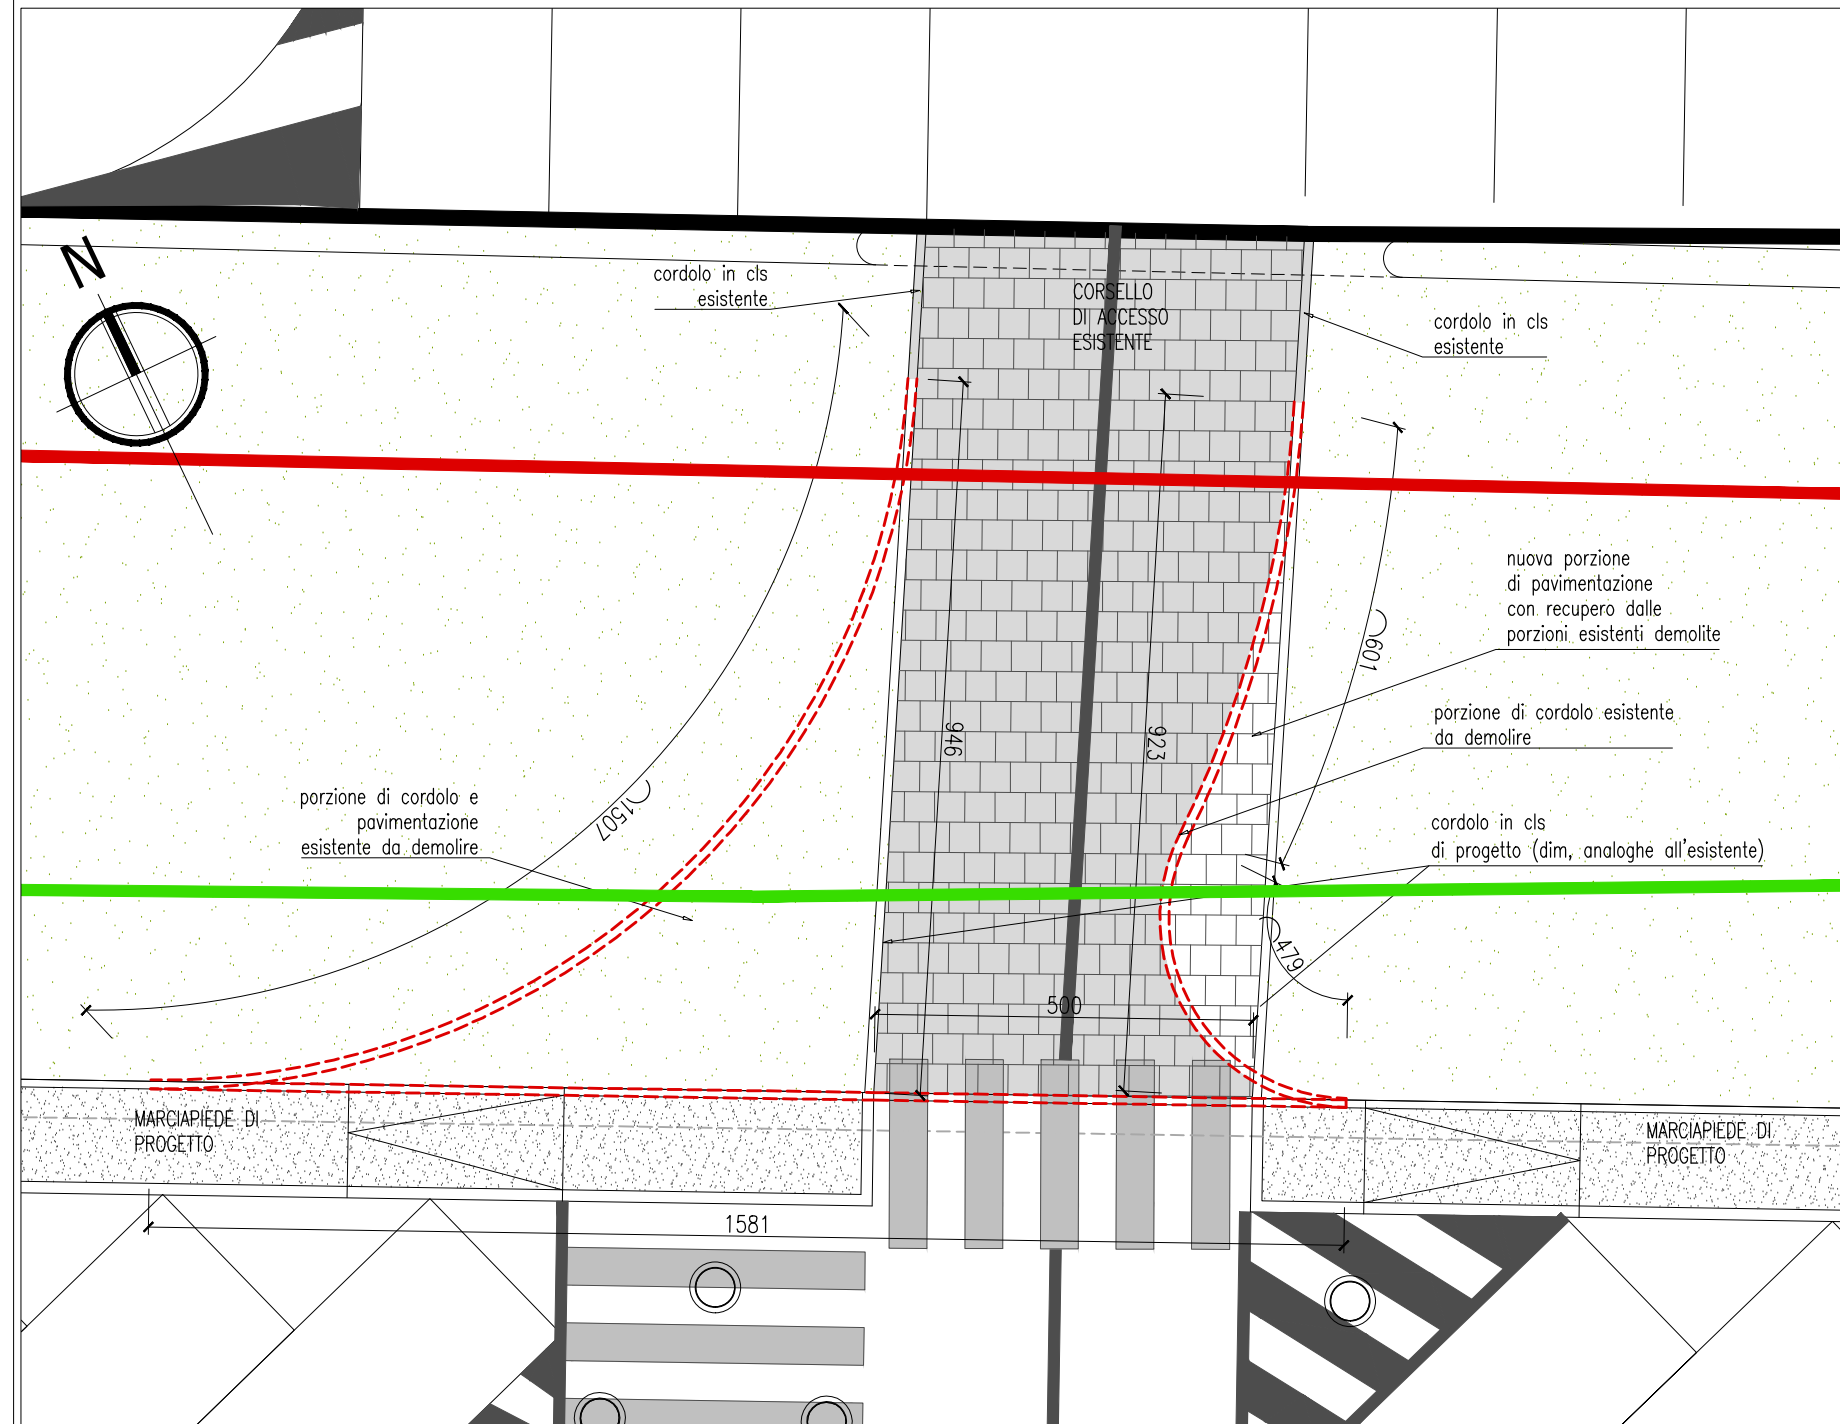 N
cordolo in cls
esistente
CORSELLO
DI ACCESSO
ESISTENTE
cordolo in cls
esistente
nuova porzione
di pavimentazione
con recupero dalle
porzioni esistenti demolite
601
porzione di cordolo esistente
da demolire
946
923
1507
porzione di cordolo e
pavimentazione
esistente da demolire
cordolo in cls
di progetto (dim, analoghe all'esistente)
479
500
MARCIAPIEDE DI
PROGETTO
MARCIAPIEDE DI
PROGETTO
1581